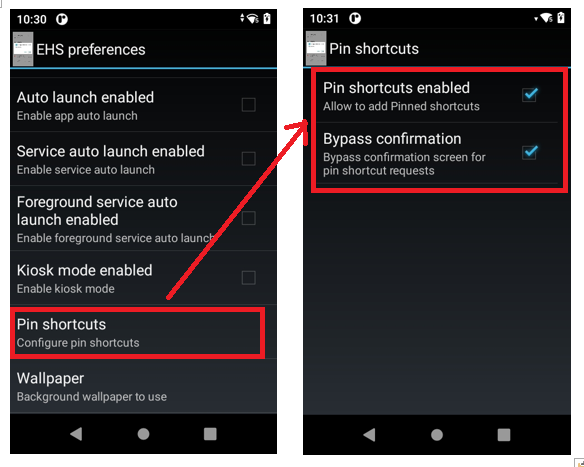 10:30
EHS preferences
Auto launch enabled
Enable app auto launch
Service auto launch enabled
Enable service auto launch
Foreground service auto
launch enabled
Enable foreground service auto launch
Kiosk mode enabled
Enable kiosk mode
Pin shortcuts
Configure pin shortcuts
Wallpaper
Background wallpaper to use
10:31
Pin shortcuts
Pin shortcuts enabled
Allow to add Pinned shortcuts
Bypass confirmation
Bypass confirmation screen for
pin shortcut requests